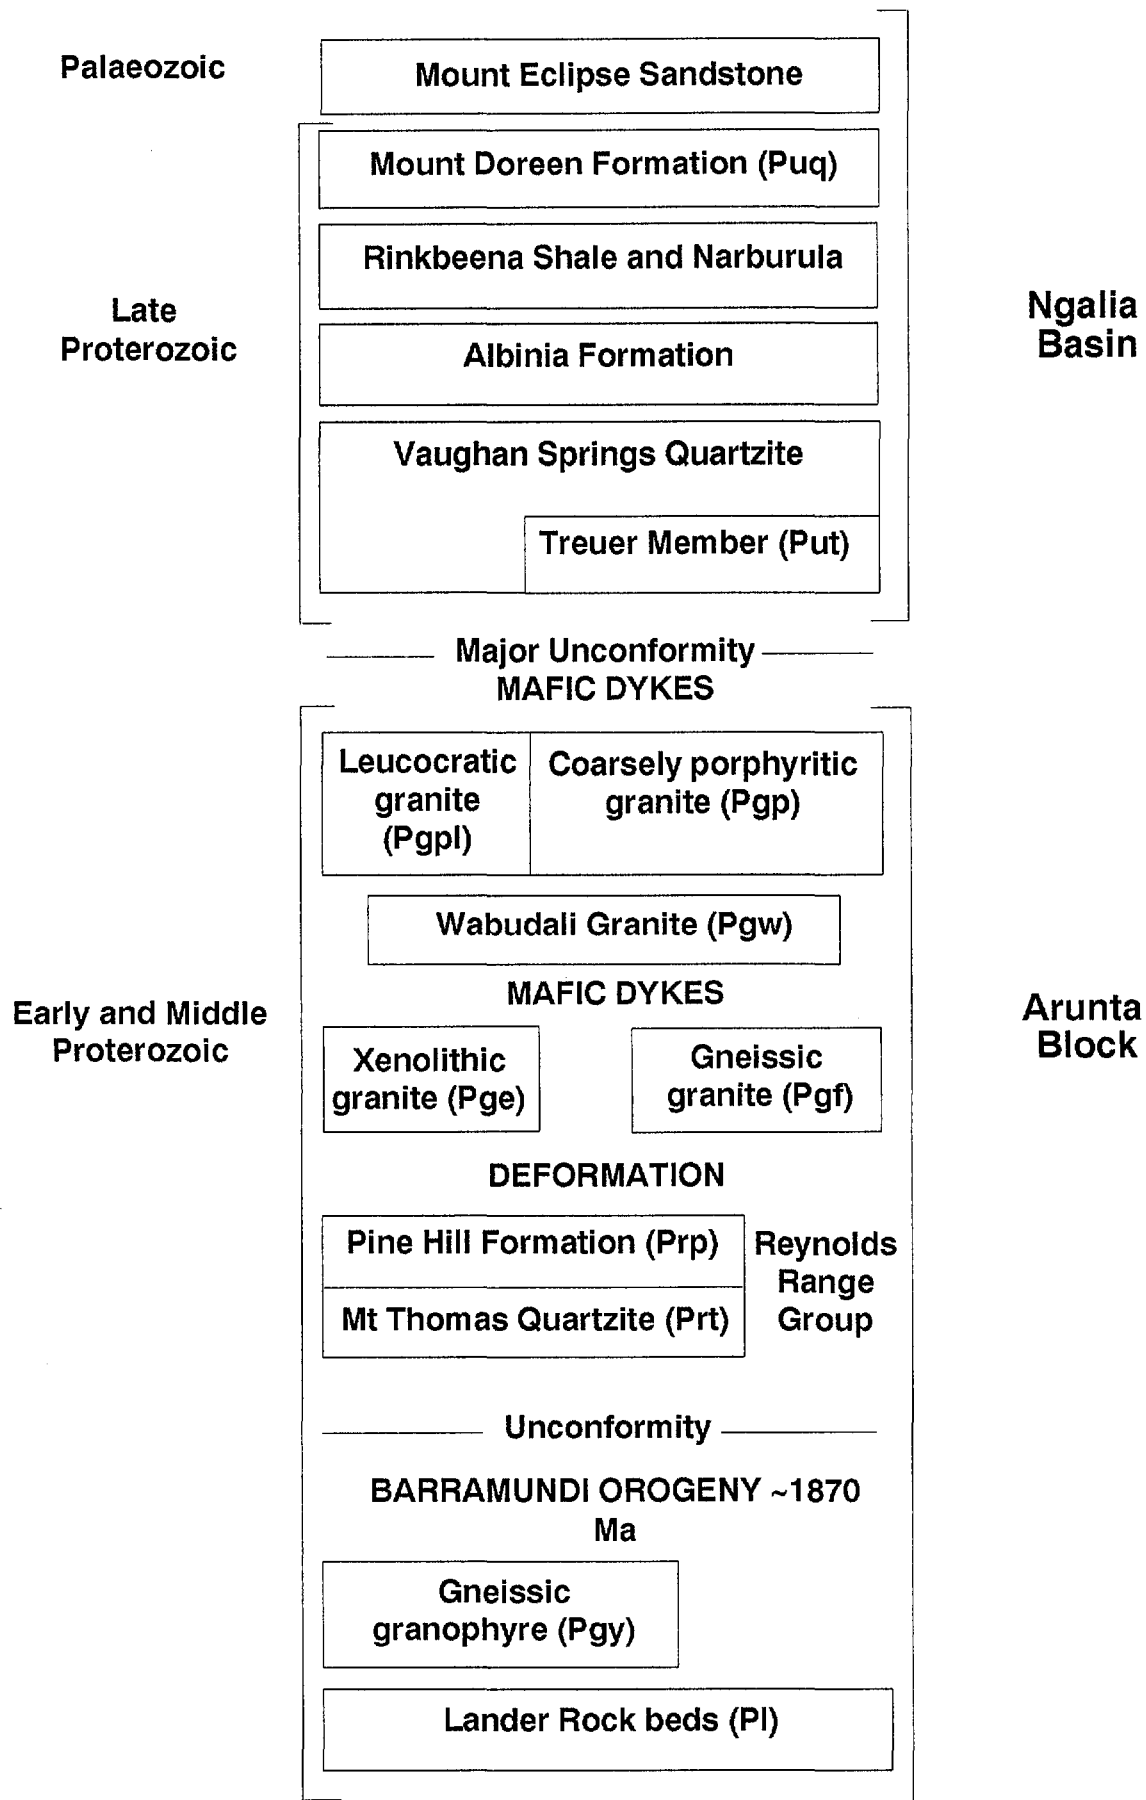 Palaeozoic
Mount Eclipse Sandstone
Mount Doreen Formation (Puq)
Rinkbeena Shale and Narburula
Late
Proterozoic
Ngalia
Basin
Albinia Formation
Vaughan Springs Quartzite
Treuer Member (Put)
Major Unconformity
MAFIC DYKES
Leucocratic
granite
(Pgpl)
Coarsely porphyritic
granite (Pgp)
Wabudali Granite (Pgw)
MAFIC DYKES
Early and Middle
Proterozoic
Arunta
Block
Xenolithic
granite (Pge)
Gneissic
granite (Pgf)
DEFORMATION
Pine Hill Formation (Prp)
Mt Thomas Quartzite (Prt)
Reynolds
Range
Group
Unconformity
BARRAMUNDI OROGENY ~1870
Ma
Gneissic
granophyre (Pgy)
Lander Rock beds (Pl)